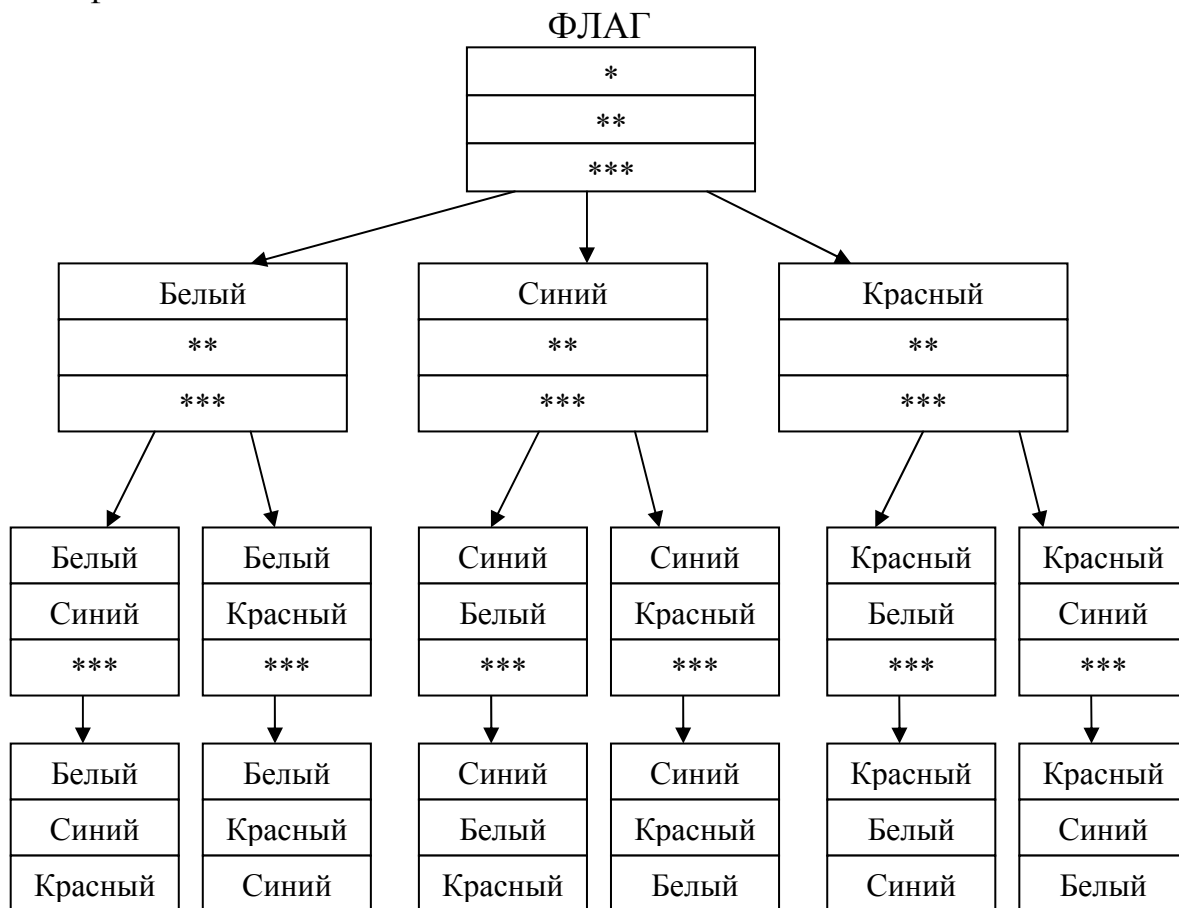 ФЛАГ
*
**
***
Белый Синий Красный
** ** **
*** *** ***
Белый Белый Синий Синий Красный Красный
Синий Красный Белый Красный Белый Синий
*** *** *** *** *** ***
Белый Белый Синий Синий Красный Красный
Синий Красный Белый Красный Белый Синий
Красный Синий Красный Белый Синий Белый